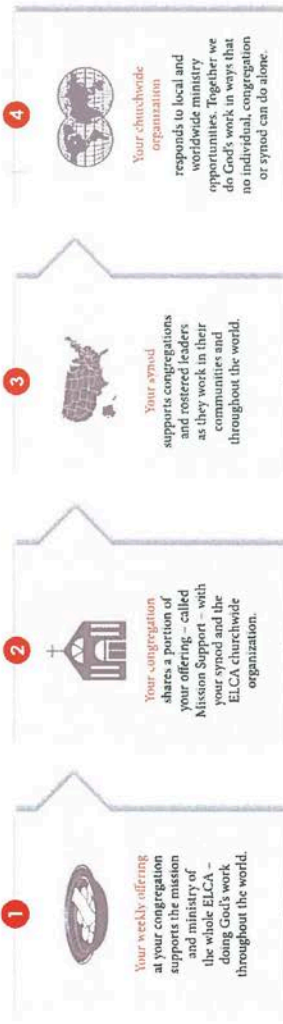 1
Your weekly offering
at your congregation
supports the mission
and ministry of
the whole ELCA –
doing God's work
throughout the world.
2
Your congregation
shares a portion of
your offering – called
Mission Support – with
your synod and the
ELCA churchwide
organization.
3
Your synod
supports congregations
and rostered leaders
as they work in their
communities and
throughout the world.
4
Your churchwide
organization
responds to local and
worldwide ministry
opportunities. Together we
do God's work in ways that
no individual, congregation
or synod can do alone.